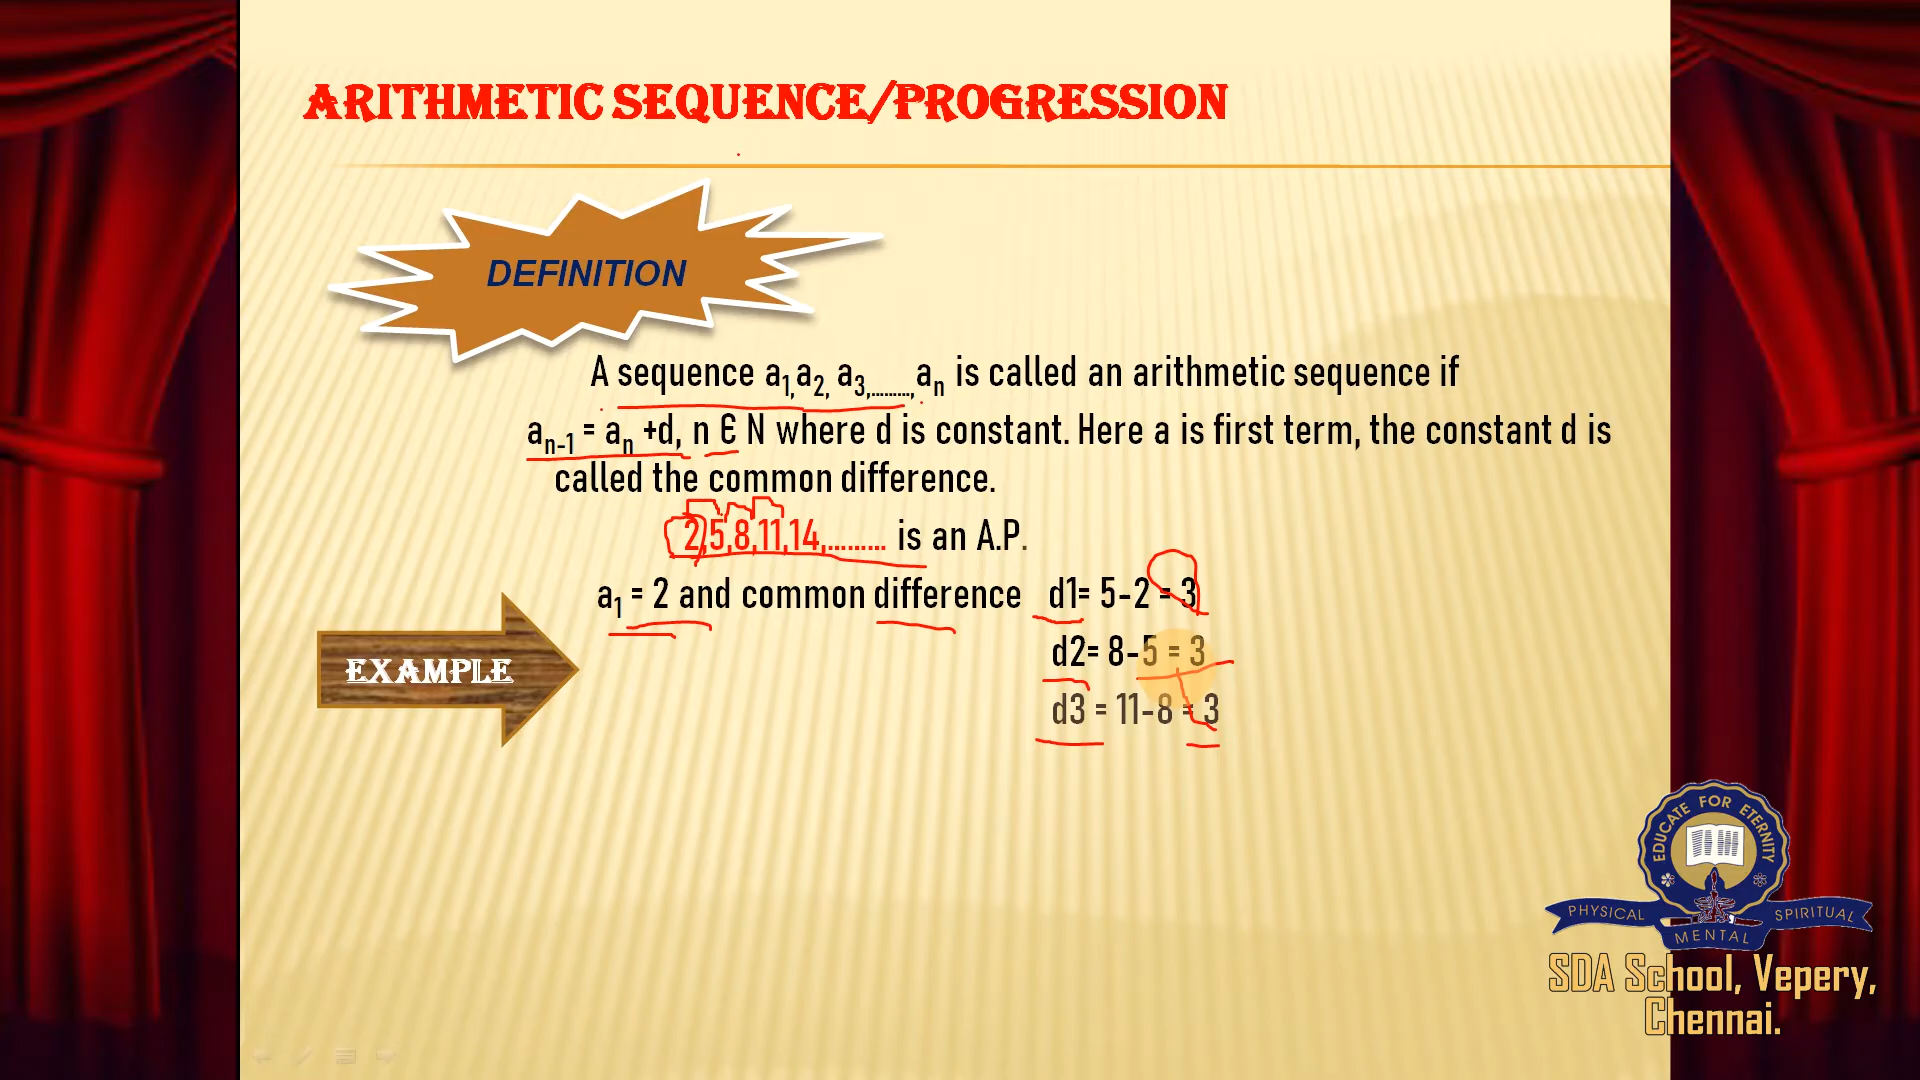 ARITHMETIC SEQUENCE/PROGRESSION
DEFINITION
A sequence a1,a2, a3,........, an is called an arithmetic sequence if
an-1 = an +d, n Є N where d is constant. Here a is first term, the constant d is
called the common difference.
2,5,8,11,14,......... is an A.P.
a1 = 2 and common difference d1= 5-2 = 3
d2= 8-5 = 3
EXAMPLE
d3 = 11-8 = 3
EDUCATE FOR ETERNITY
PHYSICAL
MENTAL
SPIRITUAL
SDA School, Vepery,
Chennai.